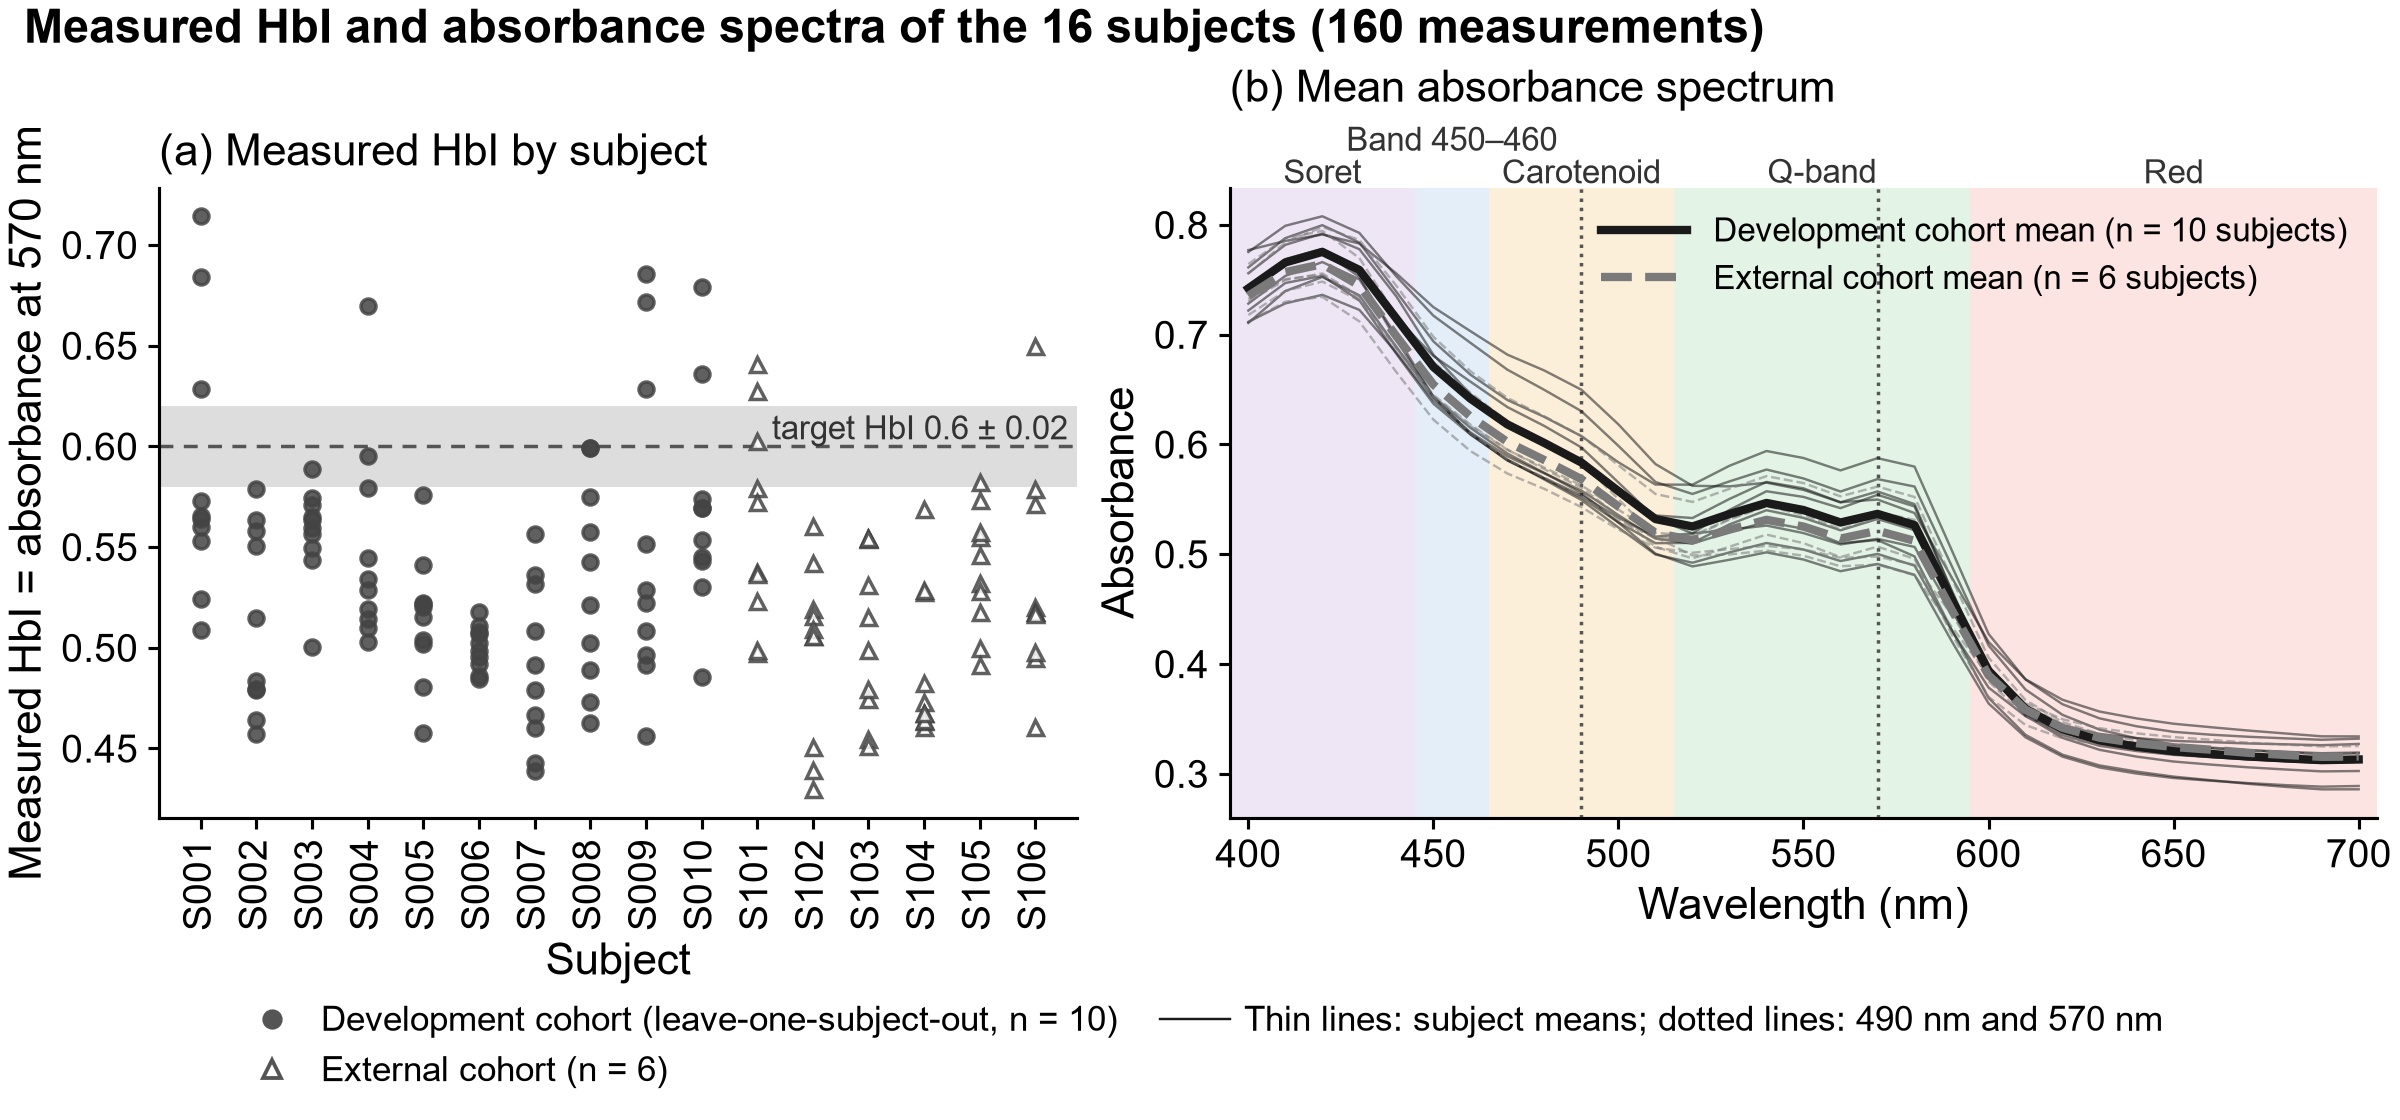 Measured HbI and absorbance spectra of the 16 subjects (160 measurements)
(a) Measured HbI by subject
Measured HbI = absorbance at 570 nm
0.70
0.65
0.60
0.55
0.50
0.45
target HbI 0.6 ± 0.02
S001
S002
S003
S004
S005
S006
S007
S008
S009
S010
S101
S102
S103
S104
S105
S106
Subject
(b) Mean absorbance spectrum
Band 450–460
Soret
Carotenoid
Q-band
Red
Absorbance
0.8
0.7
0.6
0.5
0.4
0.3
Development cohort mean (n = 10 subjects)
External cohort mean (n = 6 subjects)
400
450
500
550
600
650
700
Wavelength (nm)
Development cohort (leave-one-subject-out, n = 10)
External cohort (n = 6)
Thin lines: subject means; dotted lines: 490 nm and 570 nm